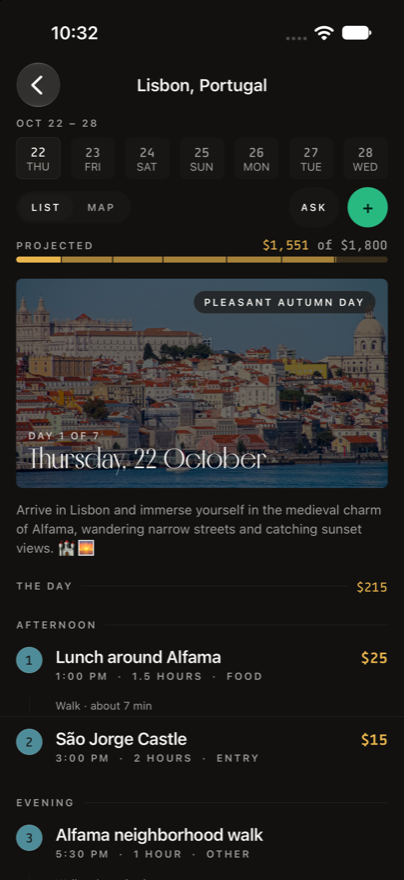 10:32
Lisbon, Portugal
OCT 22 – 28
22 23 24 25 26 27 28
THU FRI SAT SUN MON TUE WED
LIST MAP ASK +
PROJECTED $1,551 of $1,800
PLEASANT AUTUMN DAY
DAY 1 OF 7
Thursday, 22 October
Arrive in Lisbon and immerse yourself in the medieval charm
of Alfama, wandering narrow streets and catching sunset
views. 🏰 🌅
THE DAY $215
AFTERNOON
1 Lunch around Alfama $25
1:00 PM · 1.5 HOURS · FOOD
Walk · about 7 min
2 São Jorge Castle $15
3:00 PM · 2 HOURS · ENTRY
EVENING
3 Alfama neighborhood walk
5:30 PM · 1 HOUR · OTHER